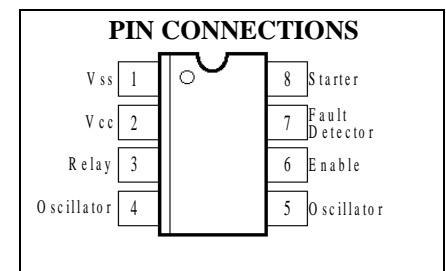 PIN CONNECTIONS
Vss 1 8 Starter
Vcc 2 7 Fault Detector
Relay 3 6 Enable
Oscillator 4 5 Oscillator